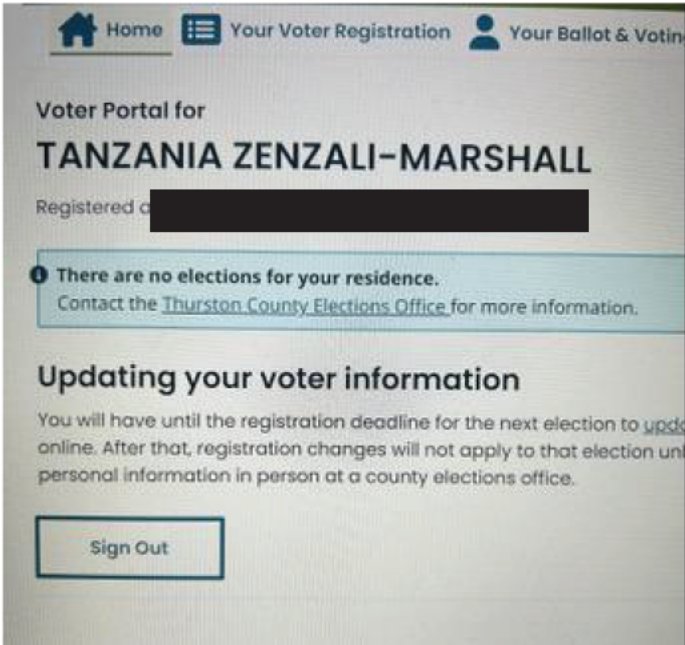 Home Your Voter Registration Your Ballot & Voting
Voter Portal for
TANZANIA ZENZALI-MARSHALL
Registered
There are no elections for your residence.
Contact the Thurston County Elections Office for more information.
Updating your voter information
You will have until the registration deadline for the next election to
online. After that, registration changes will not apply to that election
personal information in person at a county elections office.
Sign Out